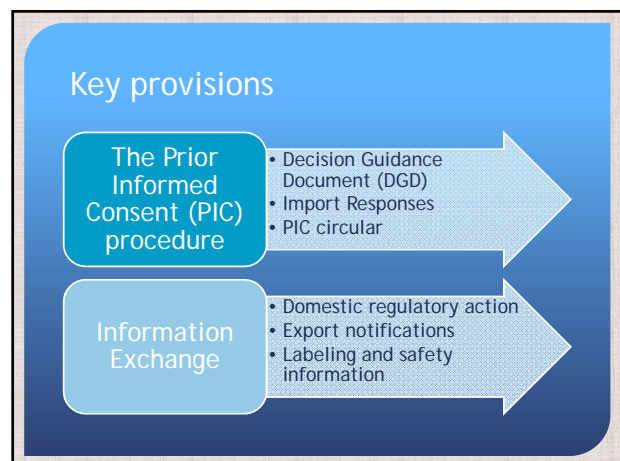 Key provisions
The Prior
Informed
Consent (PIC)
procedure
• Decision Guidance
Document (DGD)
• Import Responses
• PIC circular
Information
Exchange
• Domestic regulatory action
• Export notifications
• Labeling and safety
information